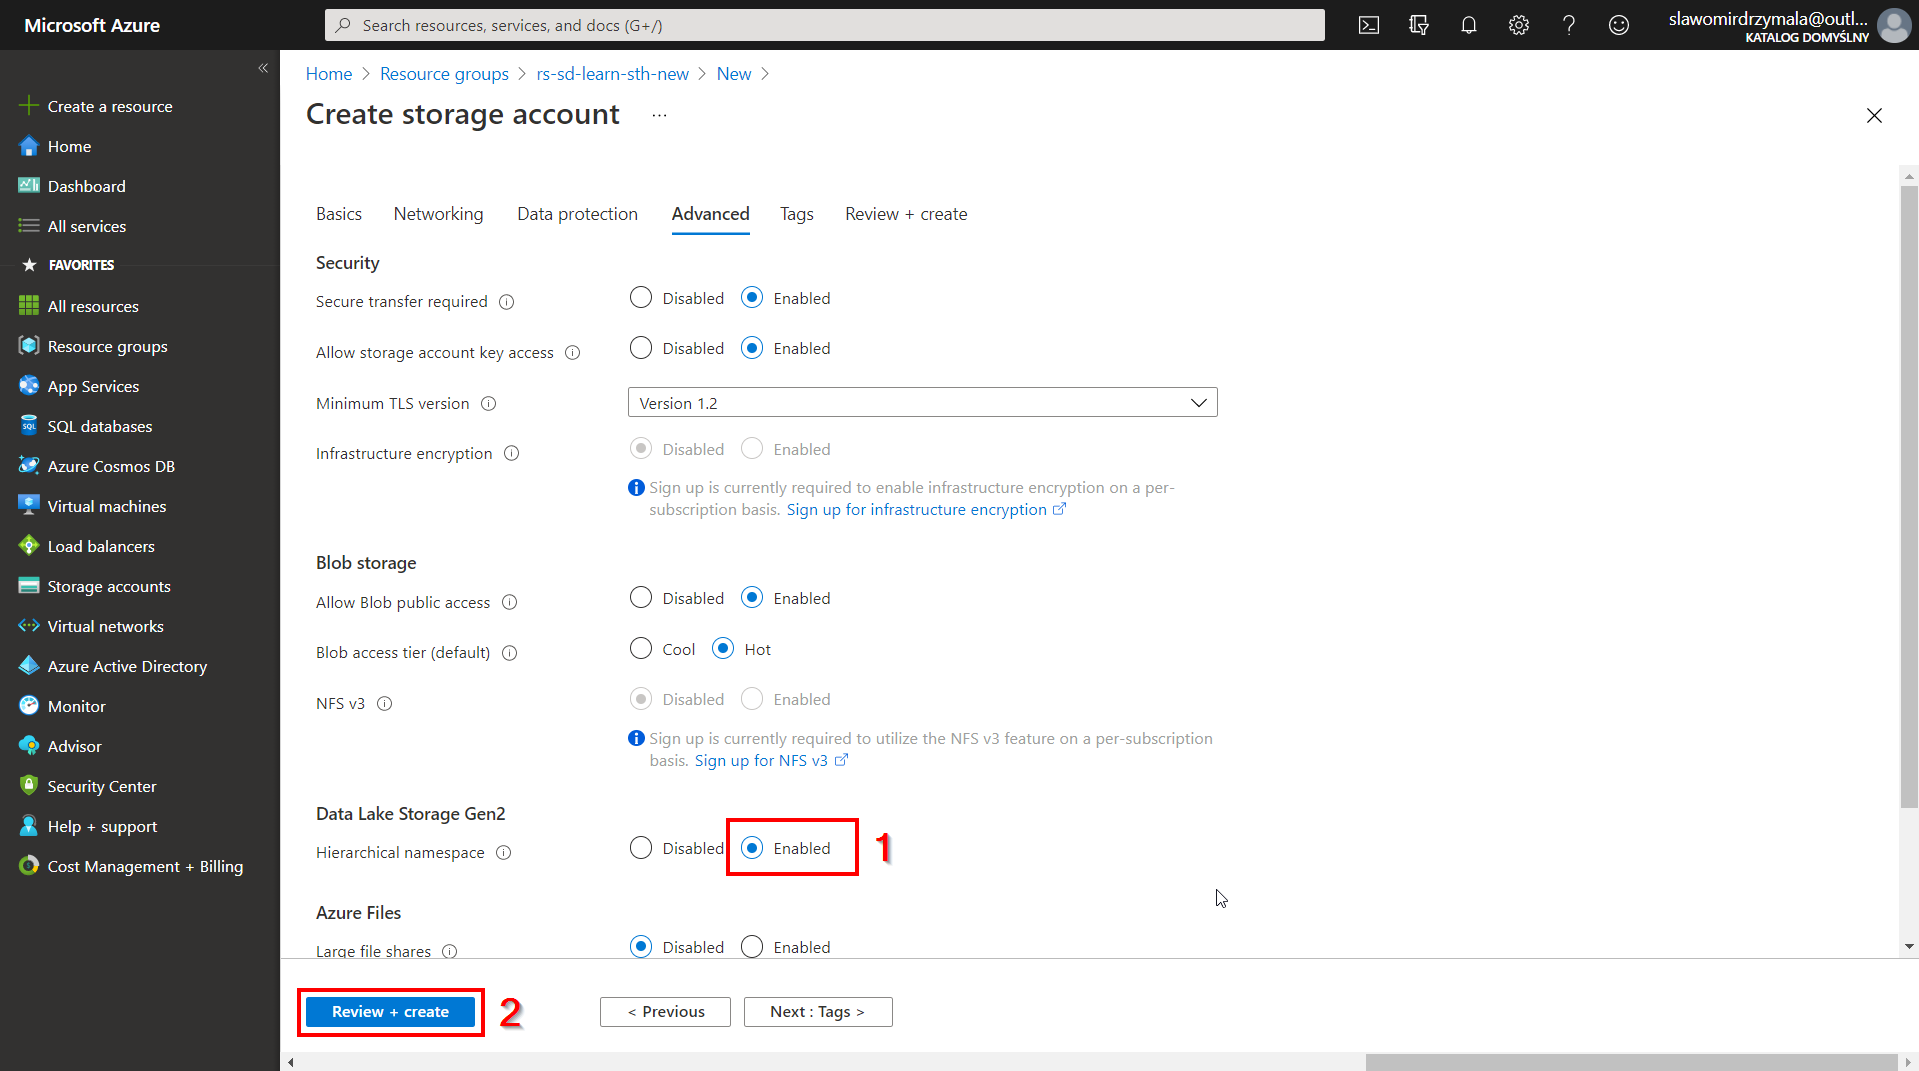 Microsoft Azure
Search resources, services, and docs (G+/)
slawomirdrzymala@outl...
KATALOG DOMYŚLNY
Create a resource
Home
Dashboard
All services
FAVORITES
All resources
Resource groups
App Services
SQL databases
Azure Cosmos DB
Virtual machines
Load balancers
Storage accounts
Virtual networks
Azure Active Directory
Monitor
Advisor
Security Center
Help + support
Cost Management + Billing
Home > Resource groups > rs-sd-learn-sth-new > New >
Create storage account ...
Basics Networking Data protection Advanced Tags Review + create
Security
Secure transfer required Disabled Enabled
Allow storage account key access Disabled Enabled
Minimum TLS version Version 1.2
Infrastructure encryption Disabled Enabled
Sign up is currently required to enable infrastructure encryption on a per-
subscription basis. Sign up for infrastructure encryption
Blob storage
Allow Blob public access Disabled Enabled
Blob access tier (default) Cool Hot
NFS v3 Disabled Enabled
Sign up is currently required to utilize the NFS v3 feature on a per-subscription
basis. Sign up for NFS v3
Data Lake Storage Gen2
Hierarchical namespace Disabled Enabled 1
Azure Files
Large file shares Disabled Enabled
Review + create 2 < Previous Next : Tags >